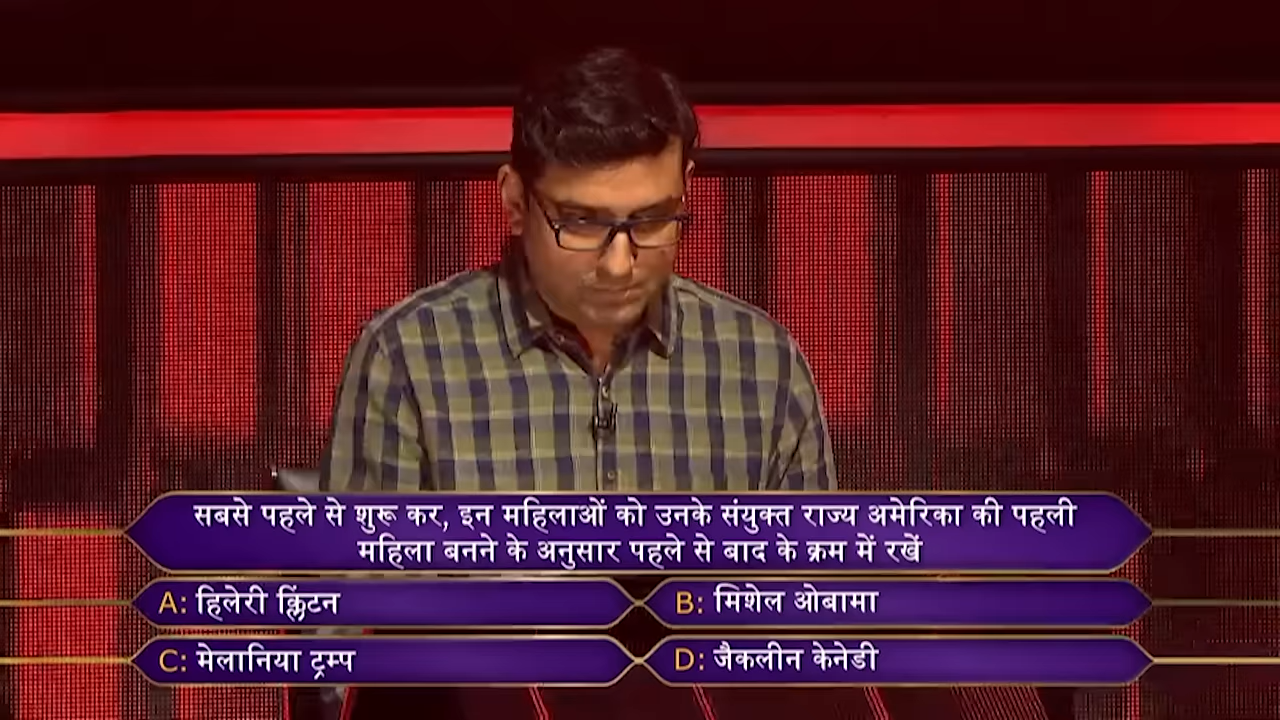 सबसे पहले से शुरू कर, इन महिलाओं को उनके संयुक्त राज्य अमेरिका की पहली
महिला बनने के अनुसार पहले से बाद के क्रम में रखें
A: हिलेरी क्लिंटन
B: मिशेल ओबामा
C: मेलानिया ट्रम्प
D: जैकलीन केनेडी